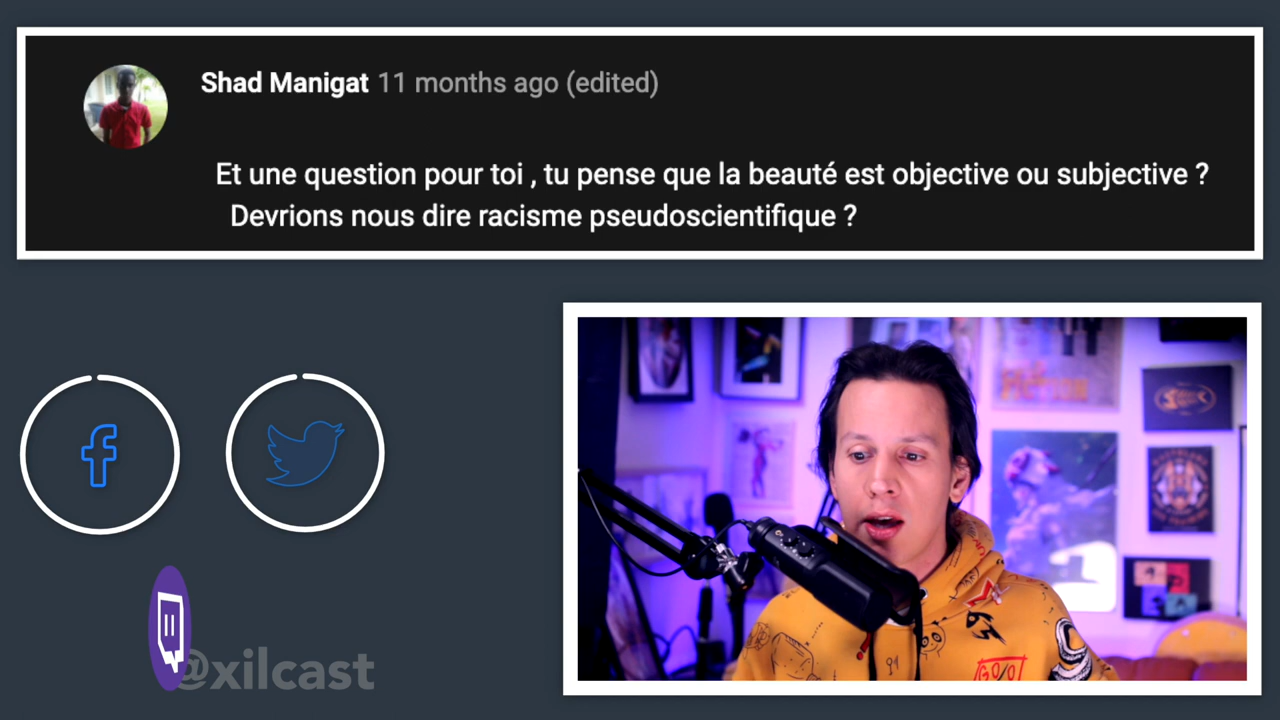 Shad Manigat 11 months ago (edited)
Et une question pour toi , tu pense que la beauté est objective ou subjective ?
Devrions nous dire racisme pseudoscientifique ?
@xilcast